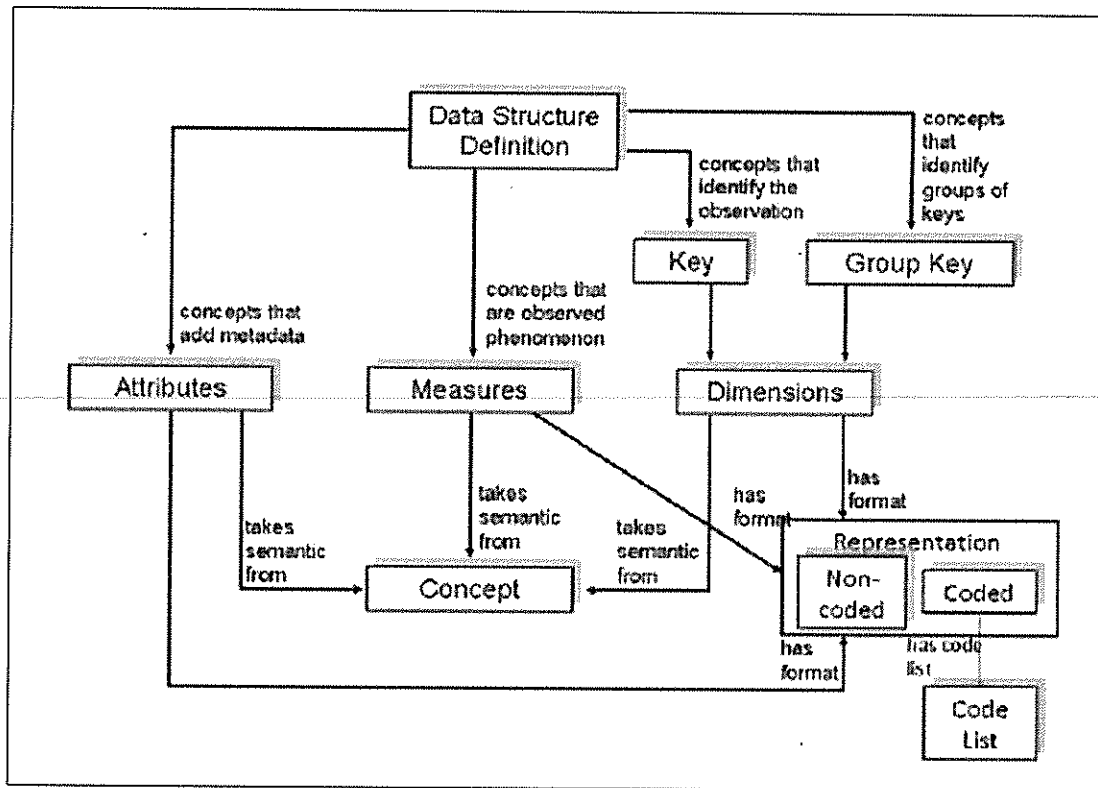 Data Structure
Definition
concepts
that
identify
groups of
keys
concepts that
identify the
observation
Key
Group Key
concepts that
add metadata
concepts that
are observed
phenomenon
Attributes
Measures
Dimensions
takes
semantic
from
takes
semantic
from
takes
semantic
from
has
format
has
format
Concept
Representation
Non-
coded
Coded
has
format
has code
list
Code
List